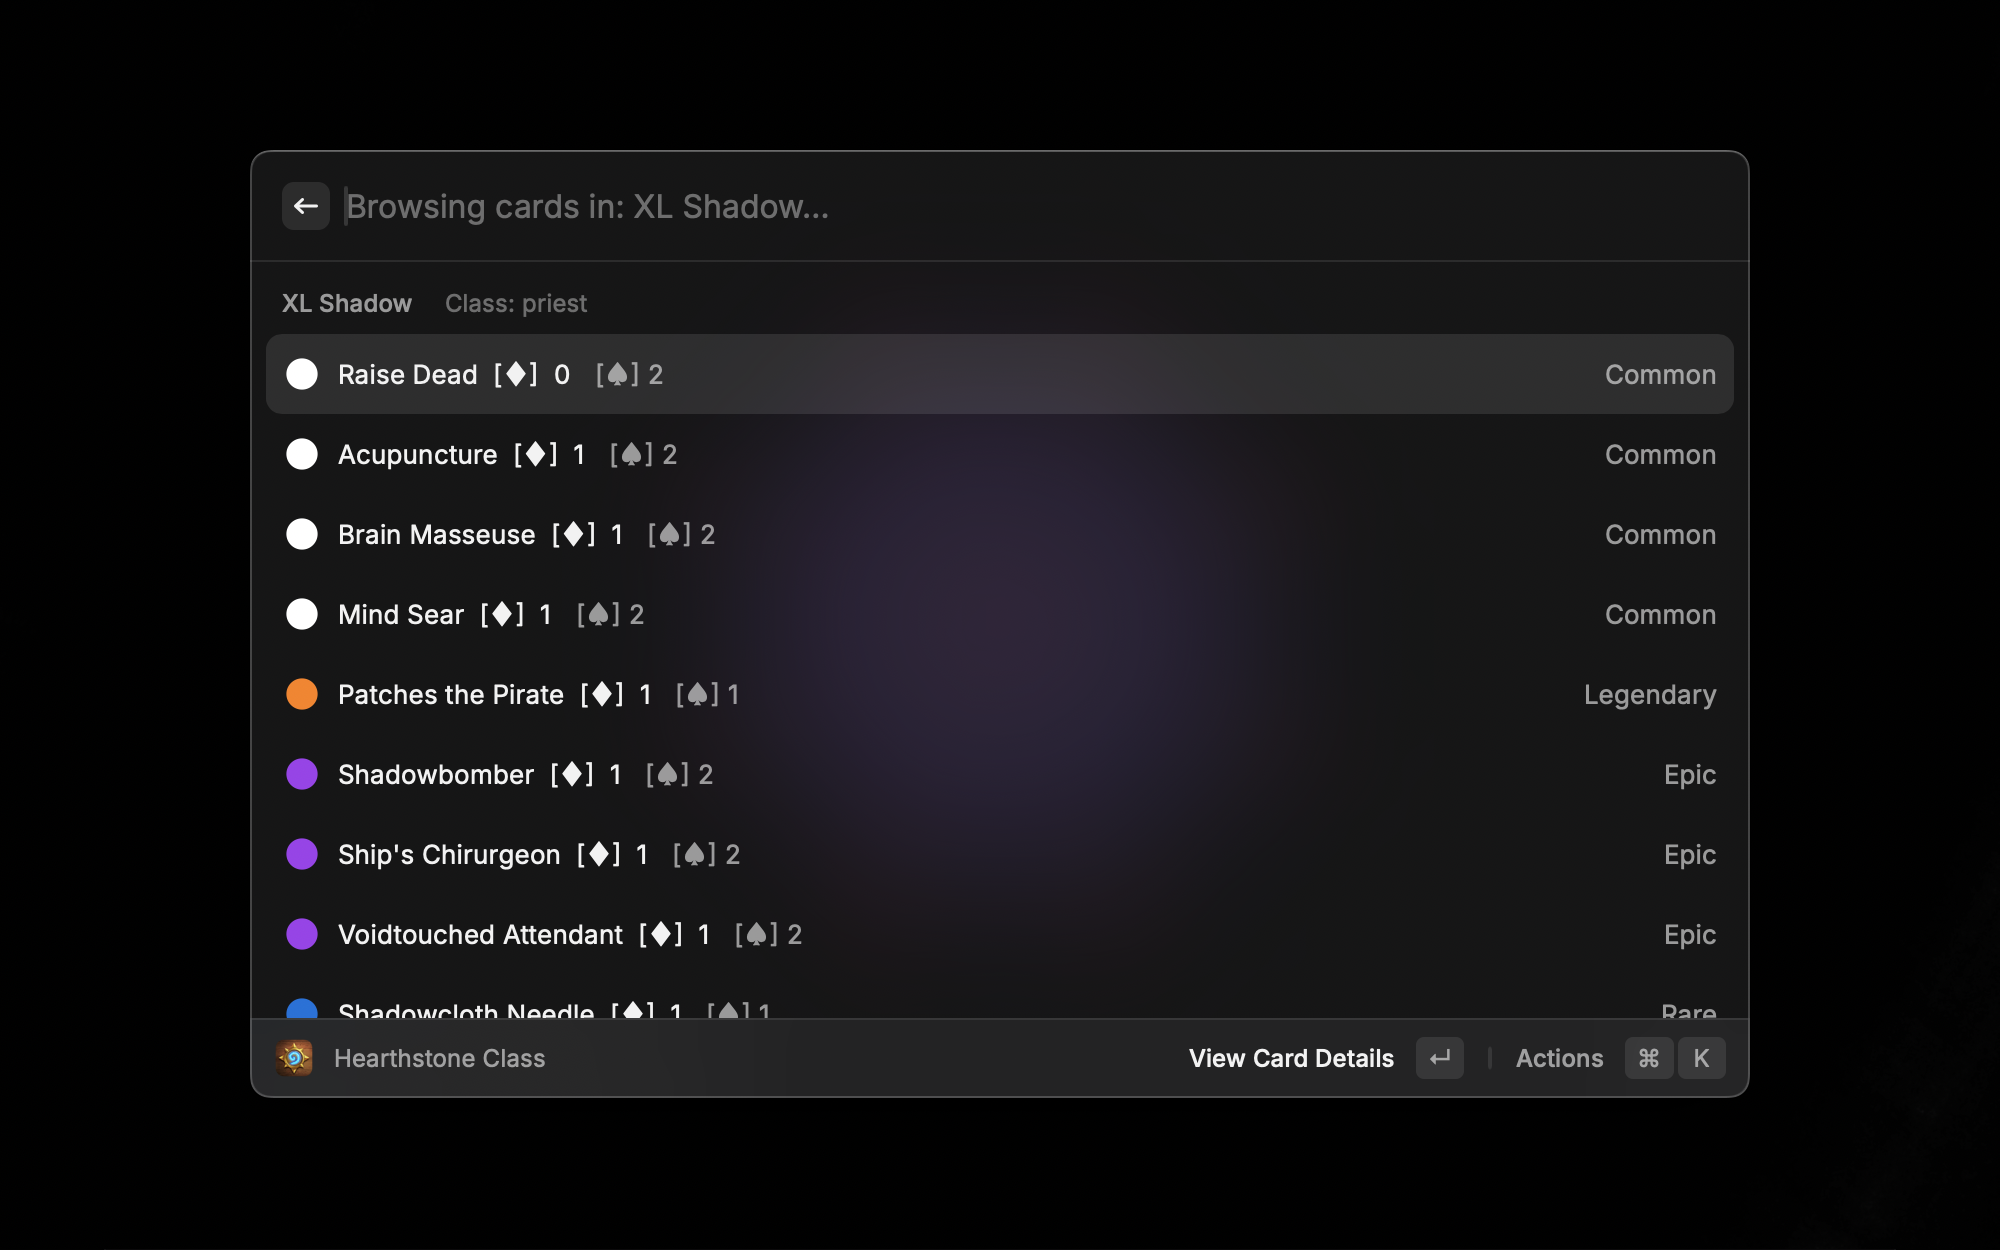 Browsing cards in: XL Shadow...
XL Shadow Class: priest
Raise Dead [♦] 0 [♠] 2 Common
Acupuncture [♦] 1 [♠] 2 Common
Brain Masseuse [♦] 1 [♠] 2 Common
Mind Sear [♦] 1 [♠] 2 Common
Patches the Pirate [♦] 1 [♠] 1 Legendary
Shadowbomber [♦] 1 [♠] 2 Epic
Ship's Chirurgeon [♦] 1 [♠] 2 Epic
Voidtouched Attendant [♦] 1 [♠] 2 Epic
Shadowcloth Needle [♦] 1 [♠] 1 Rare
Hearthstone Class View Card Details ↵ Actions ⌘ K